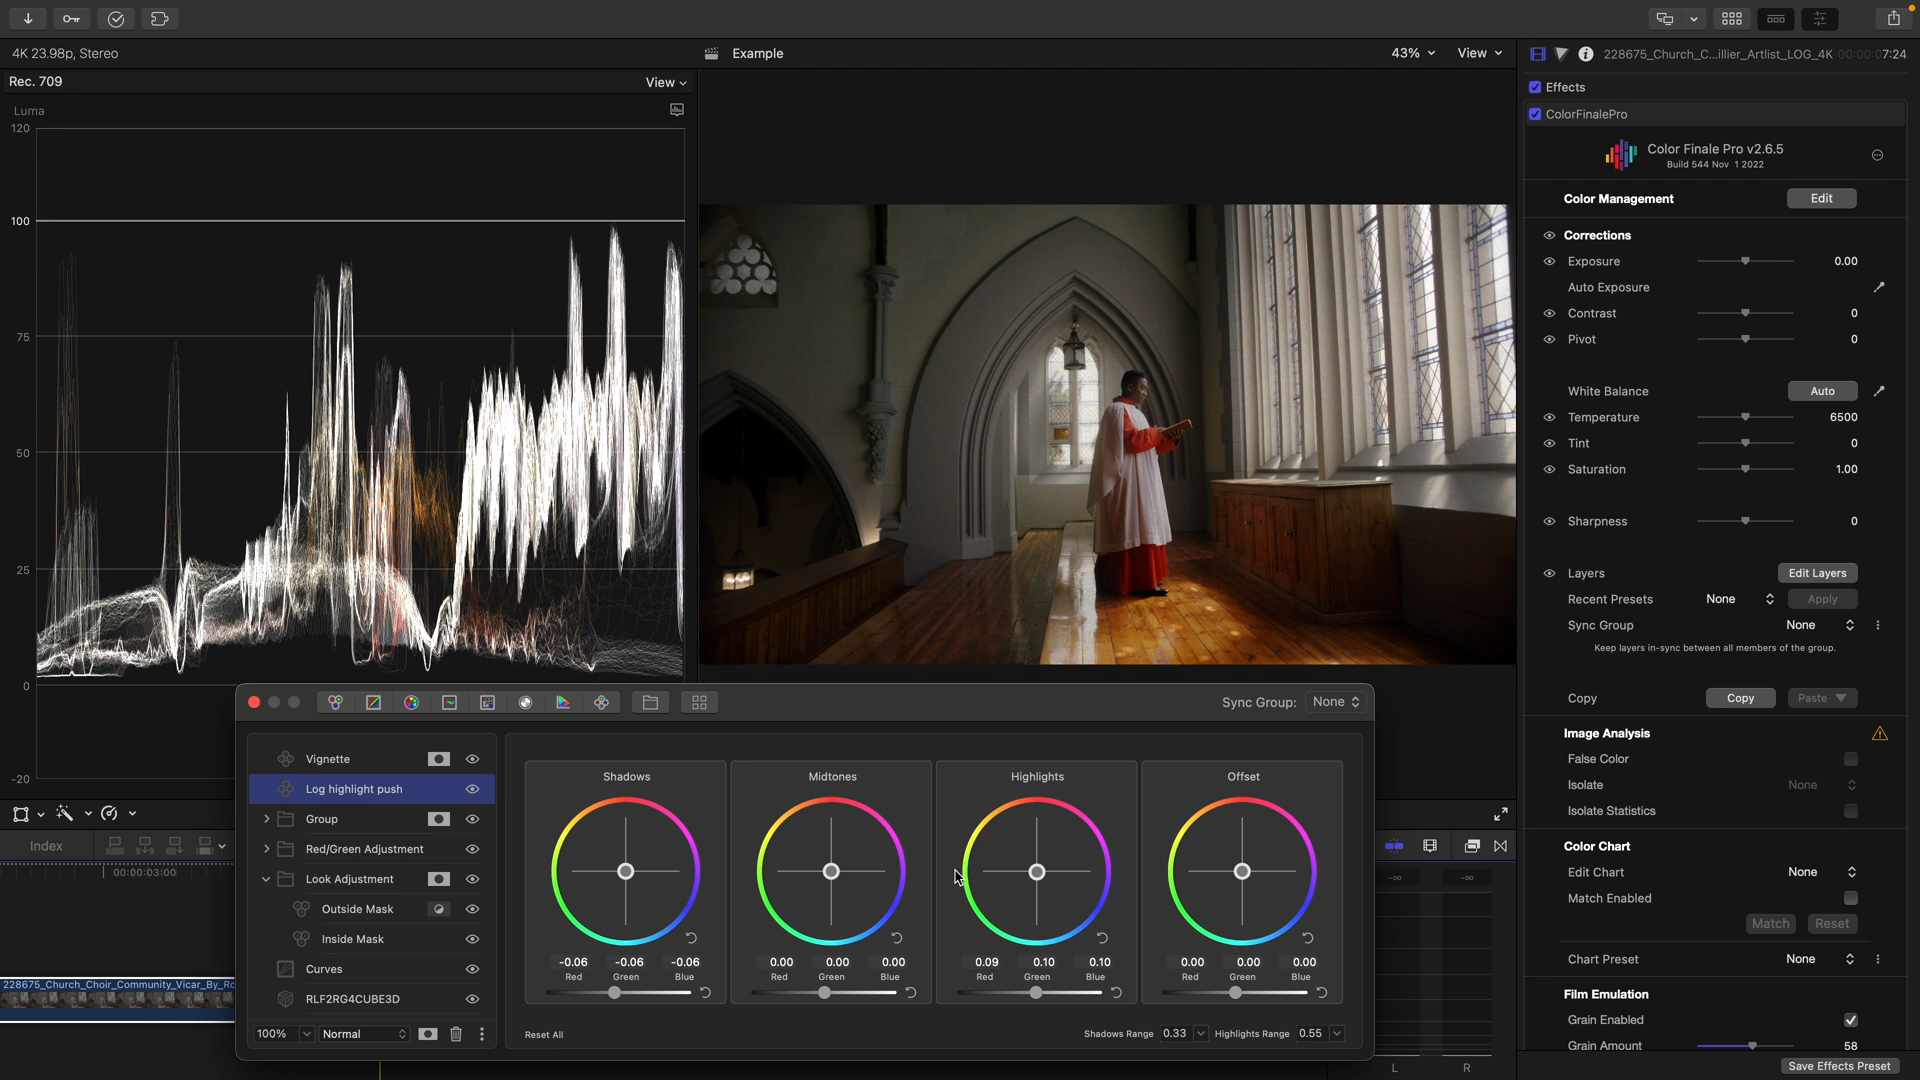 4K 23.98p, Stereo
Example
43%
View
228675_Church_C...illier_Artlist_LOG_4K
00:00:07:24
Rec. 709
View
Luma
120
100
75
50
25
0
-20
Effects
ColorFinalePro
Color Finale Pro v2.6.5
Build 544 Nov 1 2022
Color Management
Edit
Corrections
Exposure
0.00
Auto Exposure
Contrast
0
Pivot
0
White Balance
Auto
Temperature
6500
Tint
0
Saturation
1.00
Sharpness
0
Layers
Edit Layers
Recent Presets
None
Apply
Sync Group
None
Keep layers in-sync between all members of the group.
Copy
Copy
Paste
Image Analysis
False Color
Isolate
None
Isolate Statistics
Color Chart
Edit Chart
None
Match Enabled
Match
Reset
Chart Preset
None
Film Emulation
Grain Enabled
Grain Amount
58
Save Effects Preset
Index
00:00:03:00
228675_Church_Choir_Community_Vicar_By_Ro
Sync Group:
None
Vignette
Log highlight push
Group
Red/Green Adjustment
Look Adjustment
Outside Mask
Inside Mask
Curves
RLF2RG4CUBE3D
100%
Normal
Shadows
Midtones
Highlights
Offset
-0.06 -0.06 -0.06
Red Green Blue
0.00 0.00 0.00
Red Green Blue
0.09 0.10 0.10
Red Green Blue
0.00 0.00 0.00
Red Green Blue
Reset All
Shadows Range 0.33
Highlights Range 0.55
-∞
-∞
L
R